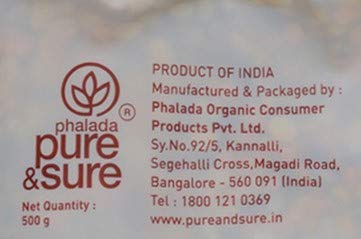 phalada
pure
&sure
®
Net Quantity :
500 g
PRODUCT OF INDIA
Manufactured & Packaged by :
Phalada Organic Consumer
Products Pvt. Ltd.
Sy.No.92/5, Kannalli,
Segehalli Cross,Magadi Road,
Bangalore - 560 091 (India)
Tel : 1800 121 0369
www.pureandsure.in